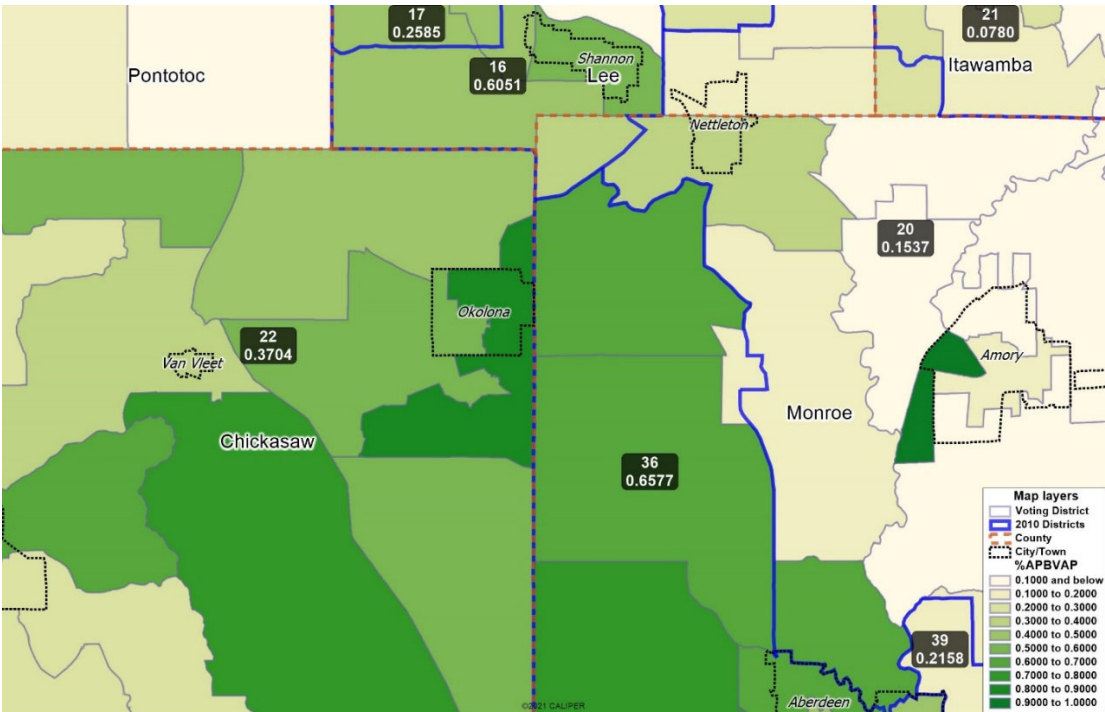 17
0.2585
21
0.0780
Shannon
16
0.6051
Lee
Pontotoc
Itawamba
Nettleton
20
0.1537
Okolona
22
0.3704
Van Vleet
Amory
Monroe
Chickasaw
36
0.6577
39
0.2158
Aberdeen
©2021 CALIPER
Map layers
Voting District
2010 Districts
County
City/Town
%APBVAP
0.1000 and below
0.1000 to 0.2000
0.2000 to 0.3000
0.3000 to 0.4000
0.4000 to 0.5000
0.5000 to 0.6000
0.6000 to 0.7000
0.7000 to 0.8000
0.8000 to 0.9000
0.9000 to 1.0000